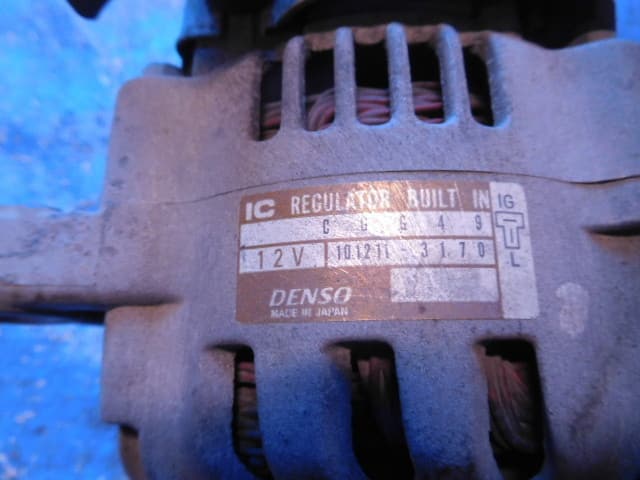 IC REGULATOR BUILT IN
IG
L
12V
101211-3170
DENSO
MADE IN JAPAN